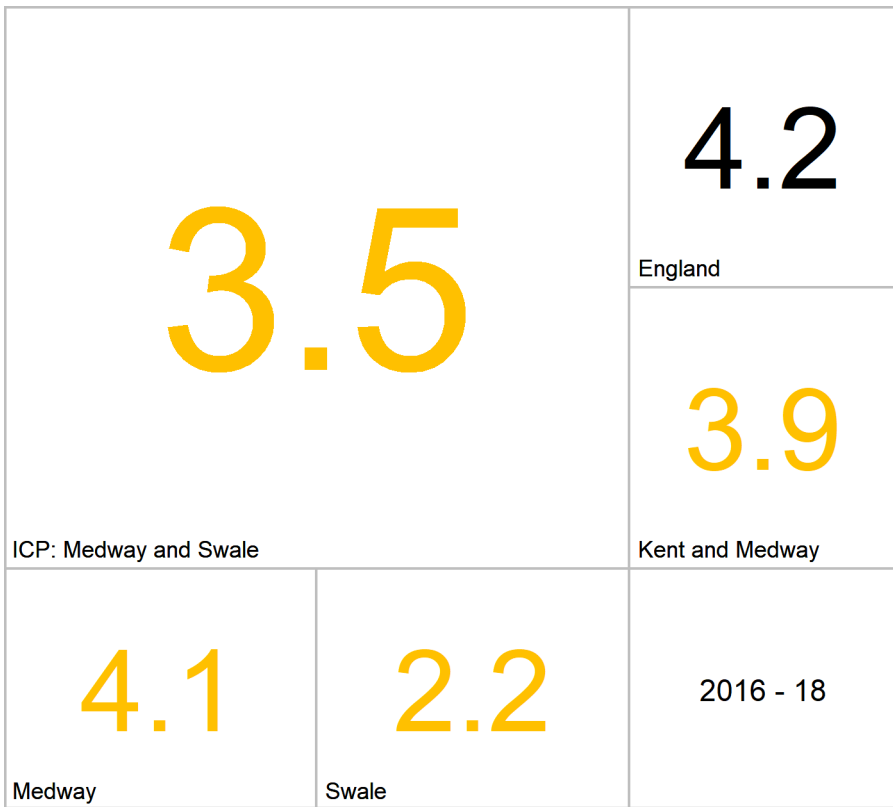 3.5
ICP: Medway and Swale
4.2
England
3.9
Kent and Medway
4.1
Medway
2.2
Swale
2016 - 18